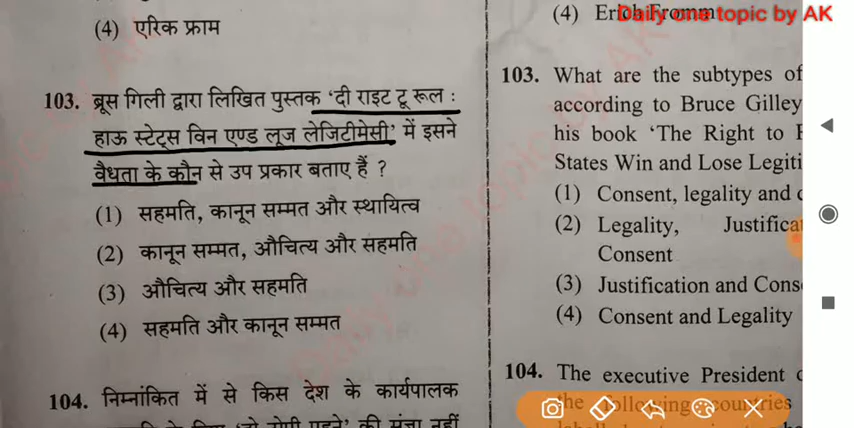 (4) एरिक फ्राम
103. ब्रूस गिली द्वारा लिखित पुस्तक ‘दी राइट टू रूल :
हाऊ स्टेट्स विन एण्ड लूज लेजिटीमेसी’ में इसने
वैधता के कौन से उप प्रकार बताए हैं ?
(1) सहमति, कानून सम्मत और स्थायित्व
(2) कानून सम्मत, औचित्य और सहमति
(3) औचित्य और सहमति
(4) सहमति और कानून सम्मत
104. निम्नांकित में से किस देश के कार्यपालक
(4) Erich Fromm
Daily one topic by AK
103. What are the subtypes of
according to Bruce Gilley
his book ‘The Right to
States Win and Lose Legiti
(1) Consent, legality and
(2) Legality, Justifica
Consent
(3) Justification and Cons
(4) Consent and Legality
104. The executive President
the following countries